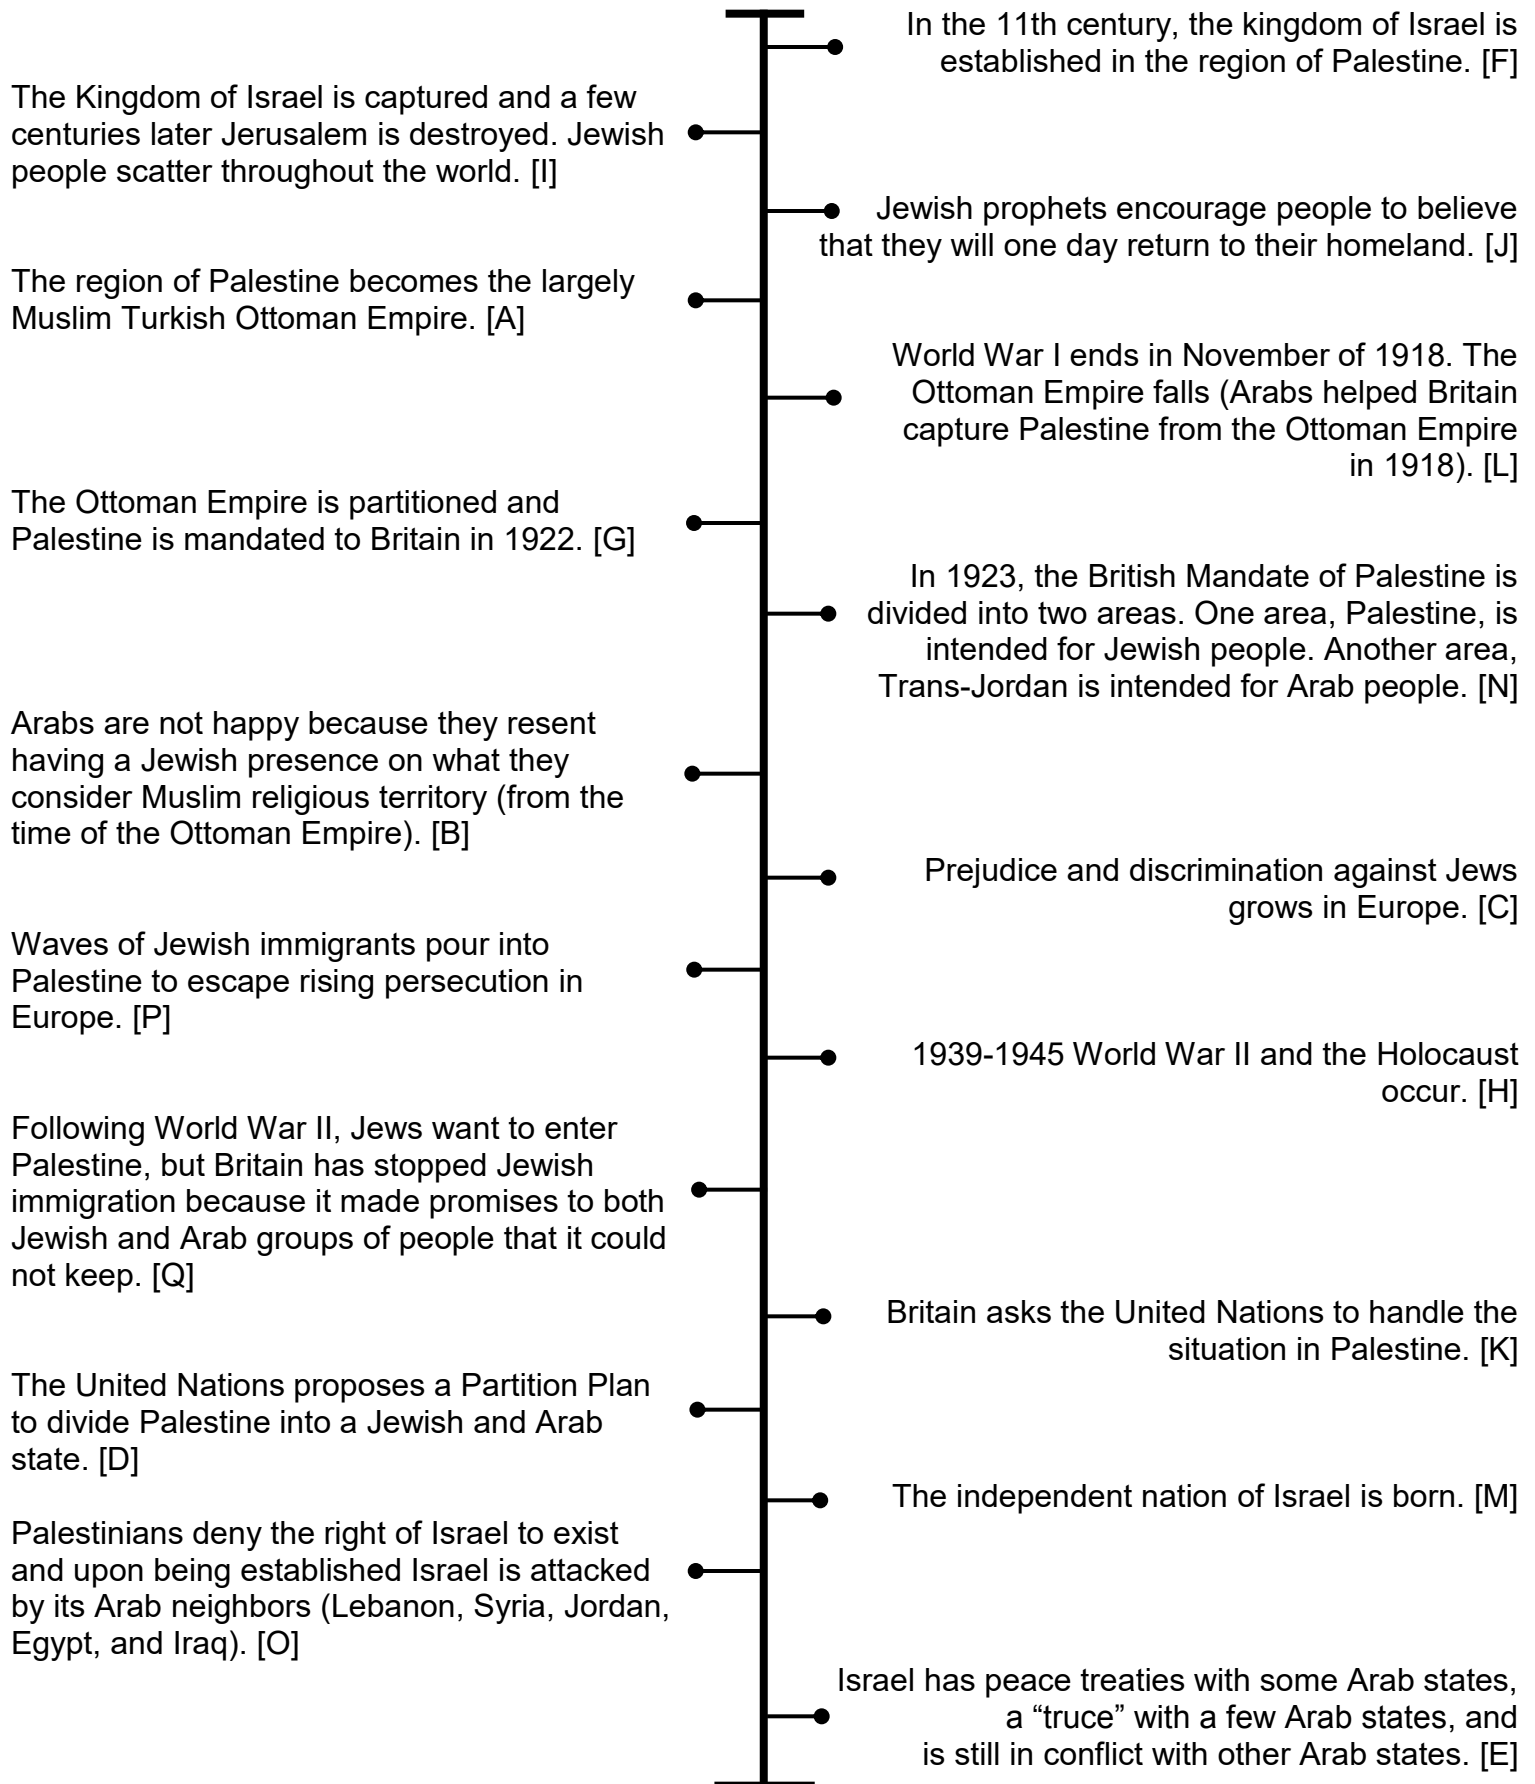 In the 11th century, the kingdom of Israel is
established in the region of Palestine. [F]
The Kingdom of Israel is captured and a few
centuries later Jerusalem is destroyed. Jewish
people scatter throughout the world. [I]
Jewish prophets encourage people to believe
that they will one day return to their homeland. [J]
The region of Palestine becomes the largely
Muslim Turkish Ottoman Empire. [A]
World War I ends in November of 1918. The
Ottoman Empire falls (Arabs helped Britain
capture Palestine from the Ottoman Empire
in 1918). [L]
The Ottoman Empire is partitioned and
Palestine is mandated to Britain in 1922. [G]
In 1923, the British Mandate of Palestine is
divided into two areas. One area, Palestine, is
intended for Jewish people. Another area,
Trans-Jordan is intended for Arab people. [N]
Arabs are not happy because they resent
having a Jewish presence on what they
consider Muslim religious territory (from the
time of the Ottoman Empire). [B]
Prejudice and discrimination against Jews
grows in Europe. [C]
Waves of Jewish immigrants pour into
Palestine to escape rising persecution in
Europe. [P]
1939-1945 World War II and the Holocaust
occur. [H]
Following World War II, Jews want to enter
Palestine, but Britain has stopped Jewish
immigration because it made promises to both
Jewish and Arab groups of people that it could
not keep. [Q]
Britain asks the United Nations to handle the
situation in Palestine. [K]
The United Nations proposes a Partition Plan
to divide Palestine into a Jewish and Arab
state. [D]
The independent nation of Israel is born. [M]
Palestinians deny the right of Israel to exist
and upon being established Israel is attacked
by its Arab neighbors (Lebanon, Syria, Jordan,
Egypt, and Iraq). [O]
Israel has peace treaties with some Arab states,
a “truce” with a few Arab states, and
is still in conflict with other Arab states. [E]